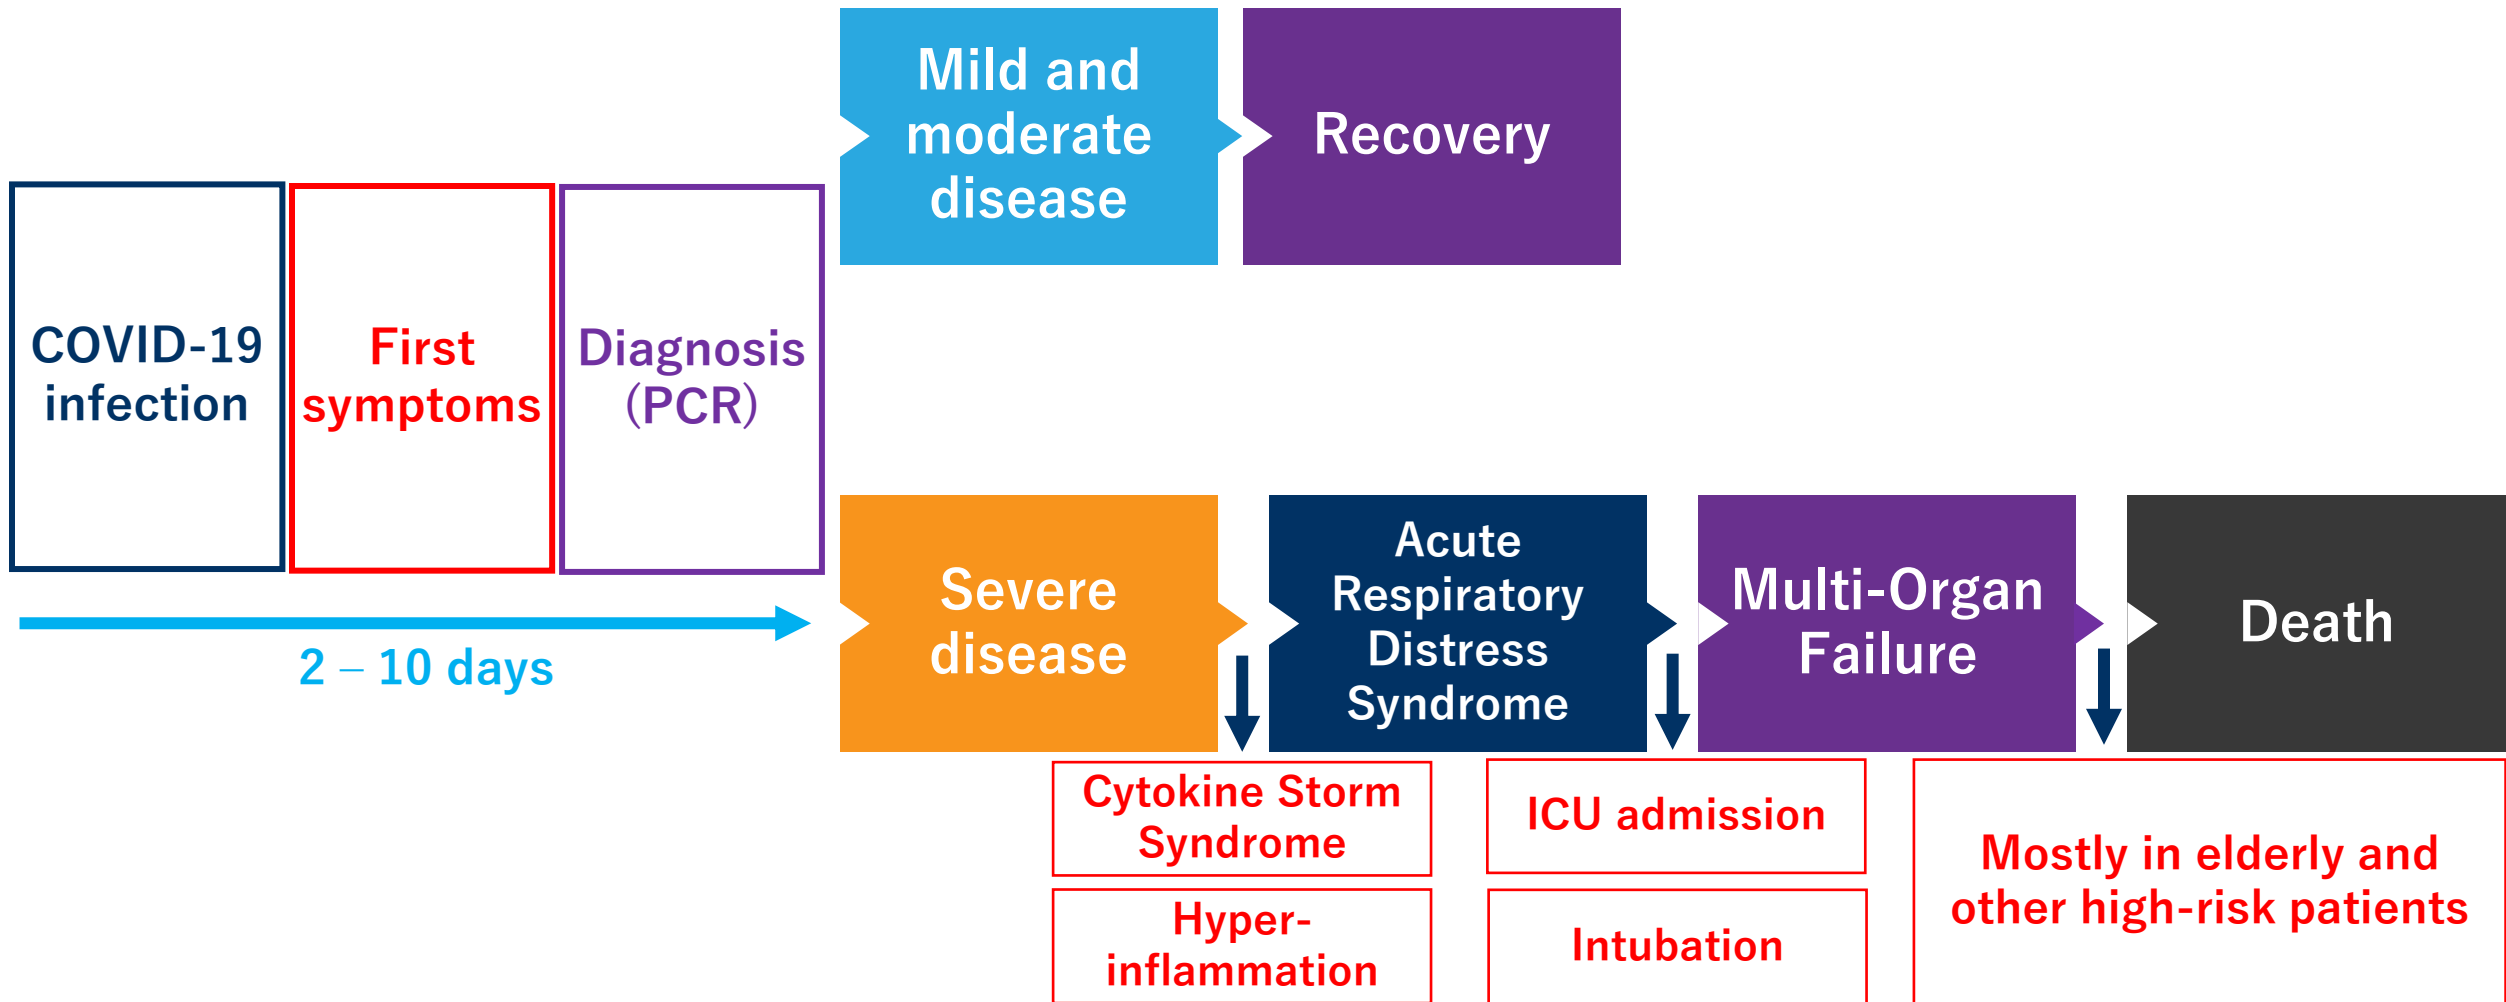 Mild and
moderate
disease
Recovery
COVID-19
infection
First
symptoms
Diagnosis
(PCR)
2 – 10 days
Severe
disease
Acute
Respiratory
Distress
Syndrome
Multi-Organ
Failure
Death
Cytokine Storm
Syndrome
Hyper-
inflammation
ICU admission
Intubation
Mostly in elderly and
other high-risk patients